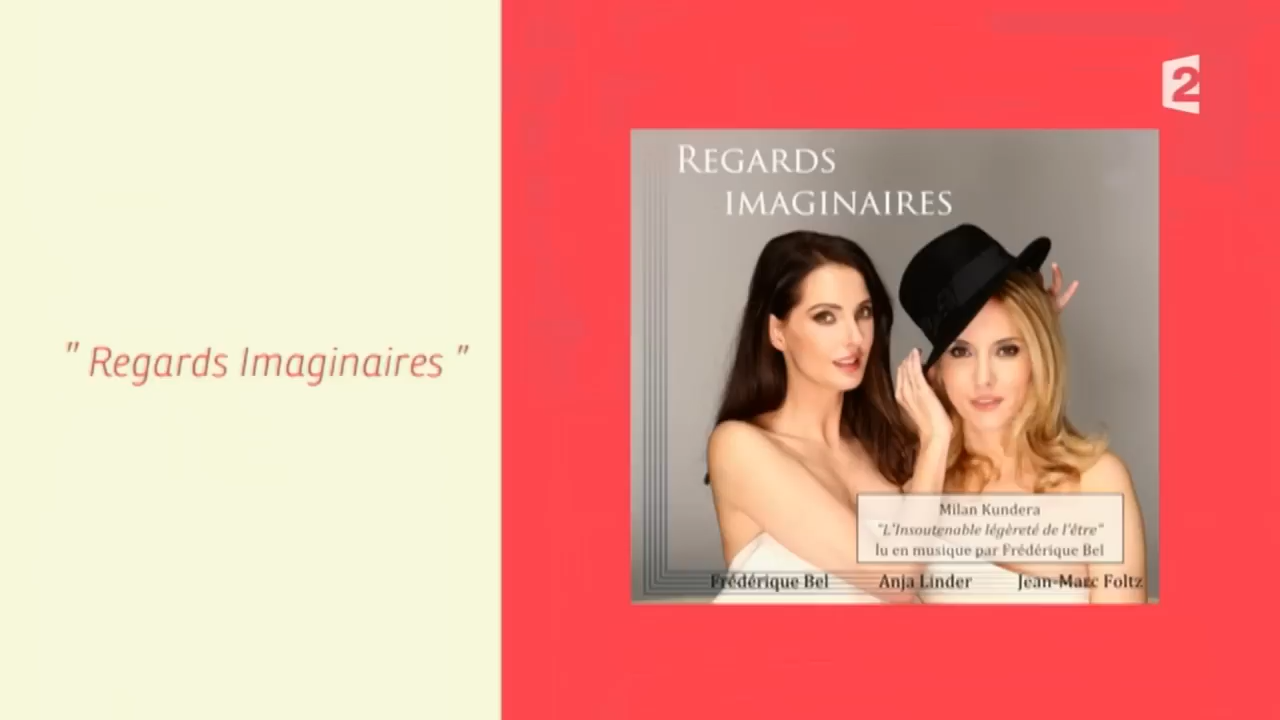 " Regards Imaginaires "
2
REGARDS
IMAGINAIRES
Milan Kundera
"L'Insoutenable légèreté de l'être"
lu en musique par Frédérique Bel
Frédérique Bel Anja Linder Jean-Marc Foltz